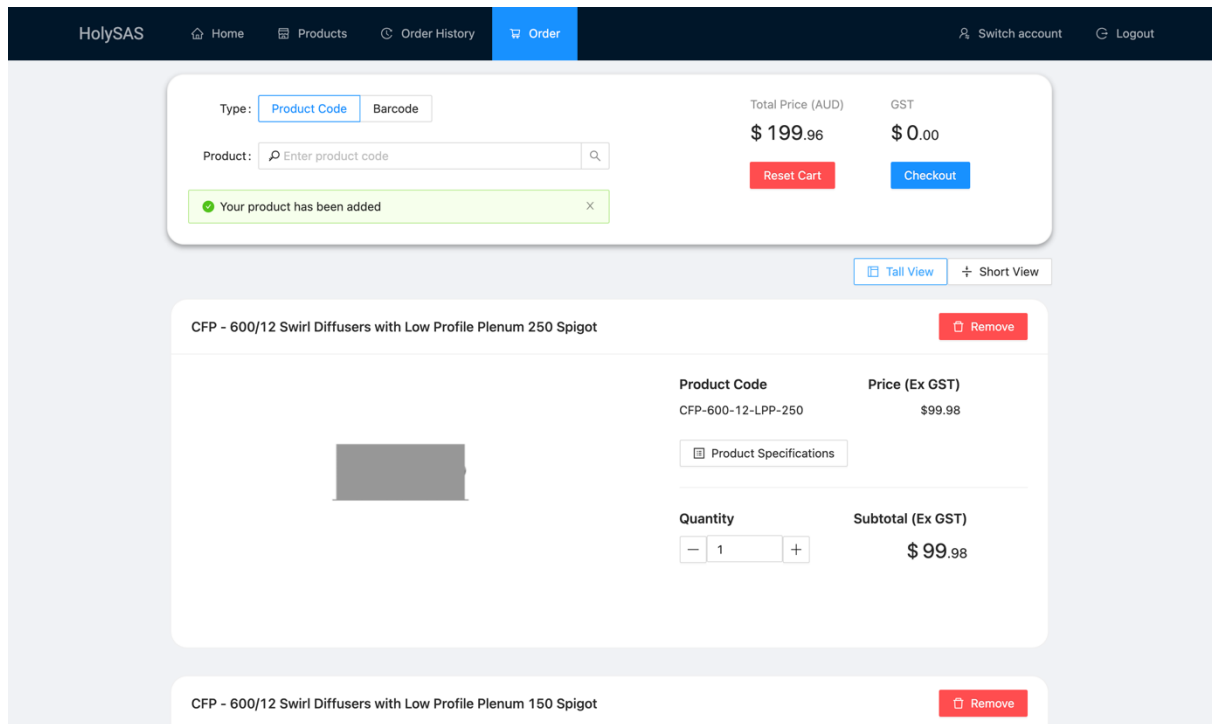 HolySAS Home Products Order History Order Switch account Logout
Type: Product Code Barcode
Product: Enter product code
Your product has been added
Total Price (AUD) GST
$ 199.96 $ 0.00
Reset Cart Checkout
Tall View Short View
CFP - 600/12 Swirl Diffusers with Low Profile Plenum 250 Spigot Remove
Product Code Price (Ex GST)
CFP-600-12-LPP-250 $99.98
Product Specifications
Quantity Subtotal (Ex GST)
1 $ 99.98
CFP - 600/12 Swirl Diffusers with Low Profile Plenum 150 Spigot Remove